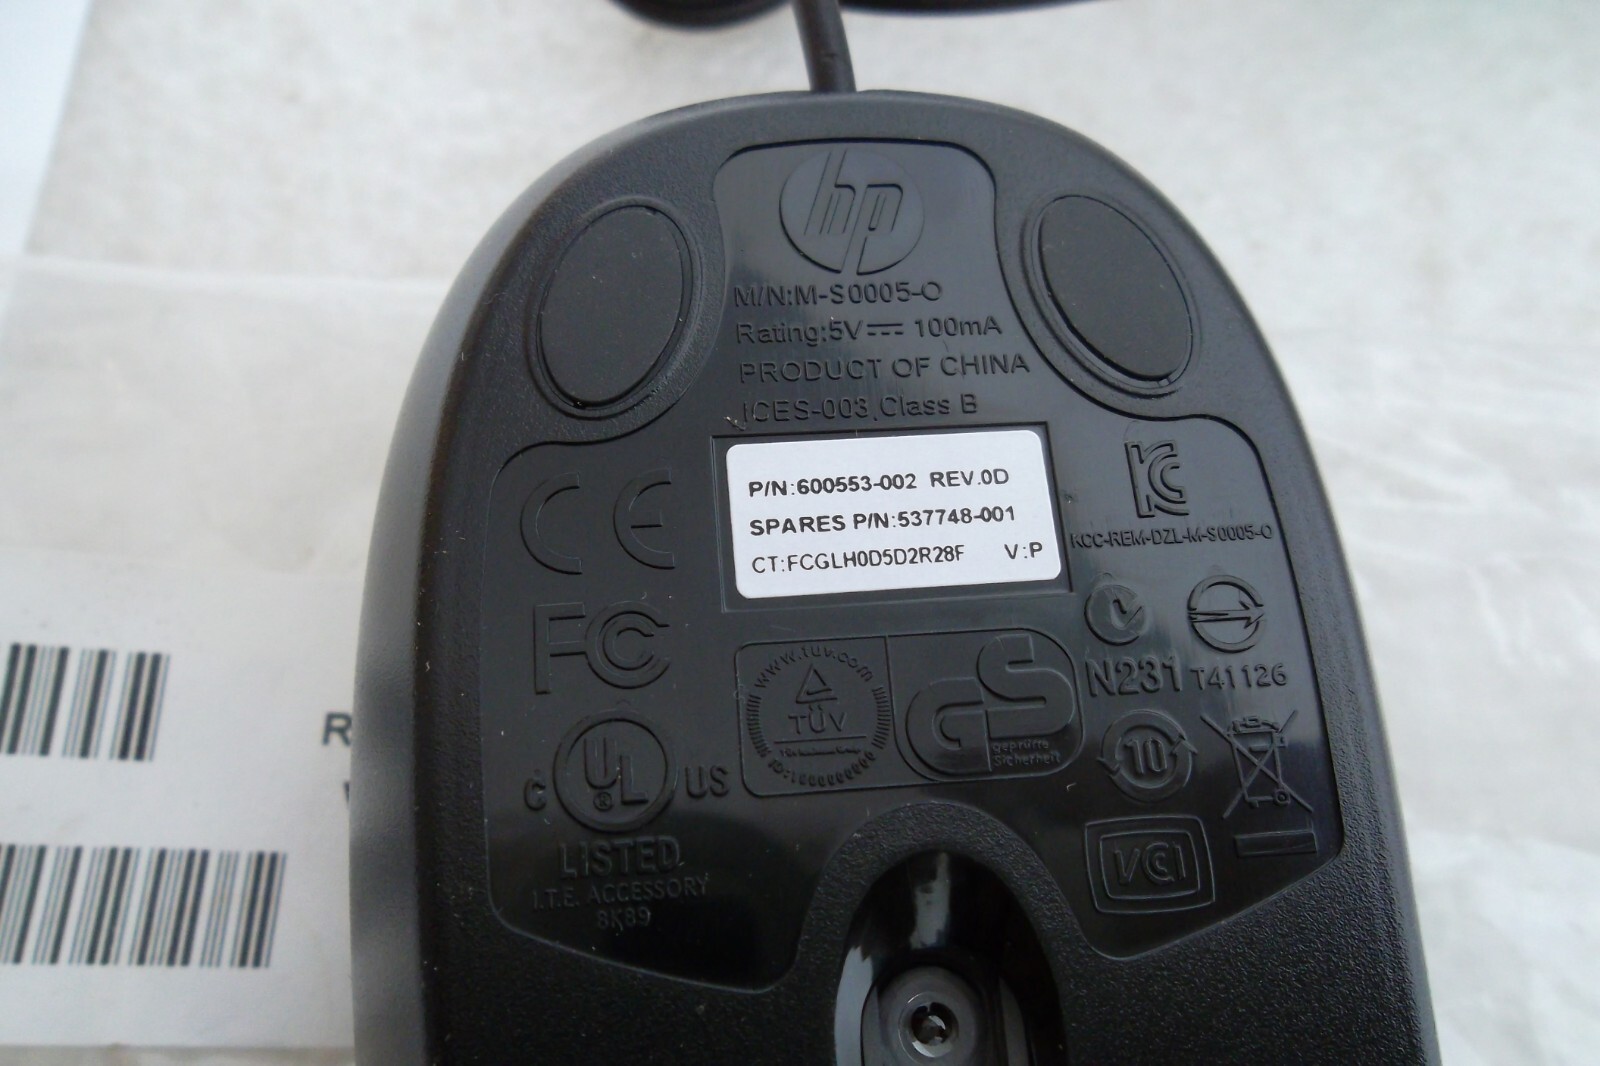 hp
M/N:M-S0005-O
Rating:5V⎓ 100mA
PRODUCT OF CHINA
ICES-003 Class B
P/N:600553-002 REV.0D
SPARES P/N:537748-001
CT:FCGLH0D5D2R28F V:P
KCC-REM-DZL-M-S0005-O
CE
FC
N231 T41126
www.tuv.com
TÜV
GS
geprüfte
Sicherheit
10
c UL® US
LISTED
I.T.E. ACCESSORY
8K89
VCI
R